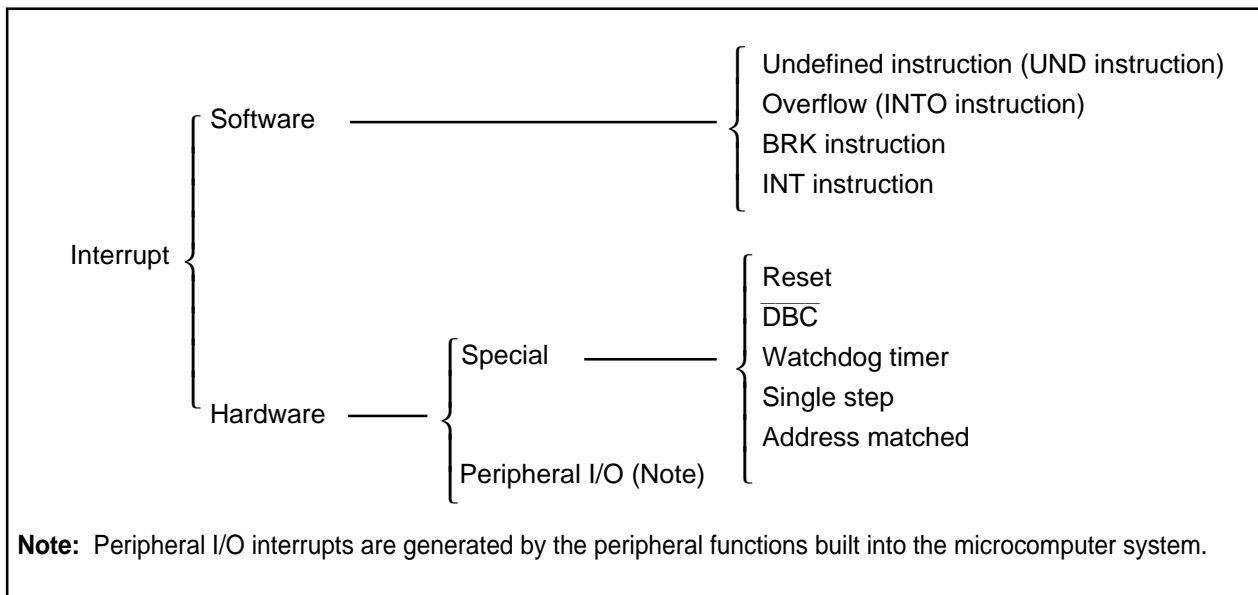 Interrupt
Software
Undefined instruction (UND instruction)
Overflow (INTO instruction)
BRK instruction
INT instruction
Hardware
Special
Reset
D̅B̅C̅
Watchdog timer
Single step
Address matched
Peripheral I/O (Note)
Note: Peripheral I/O interrupts are generated by the peripheral functions built into the microcomputer system.